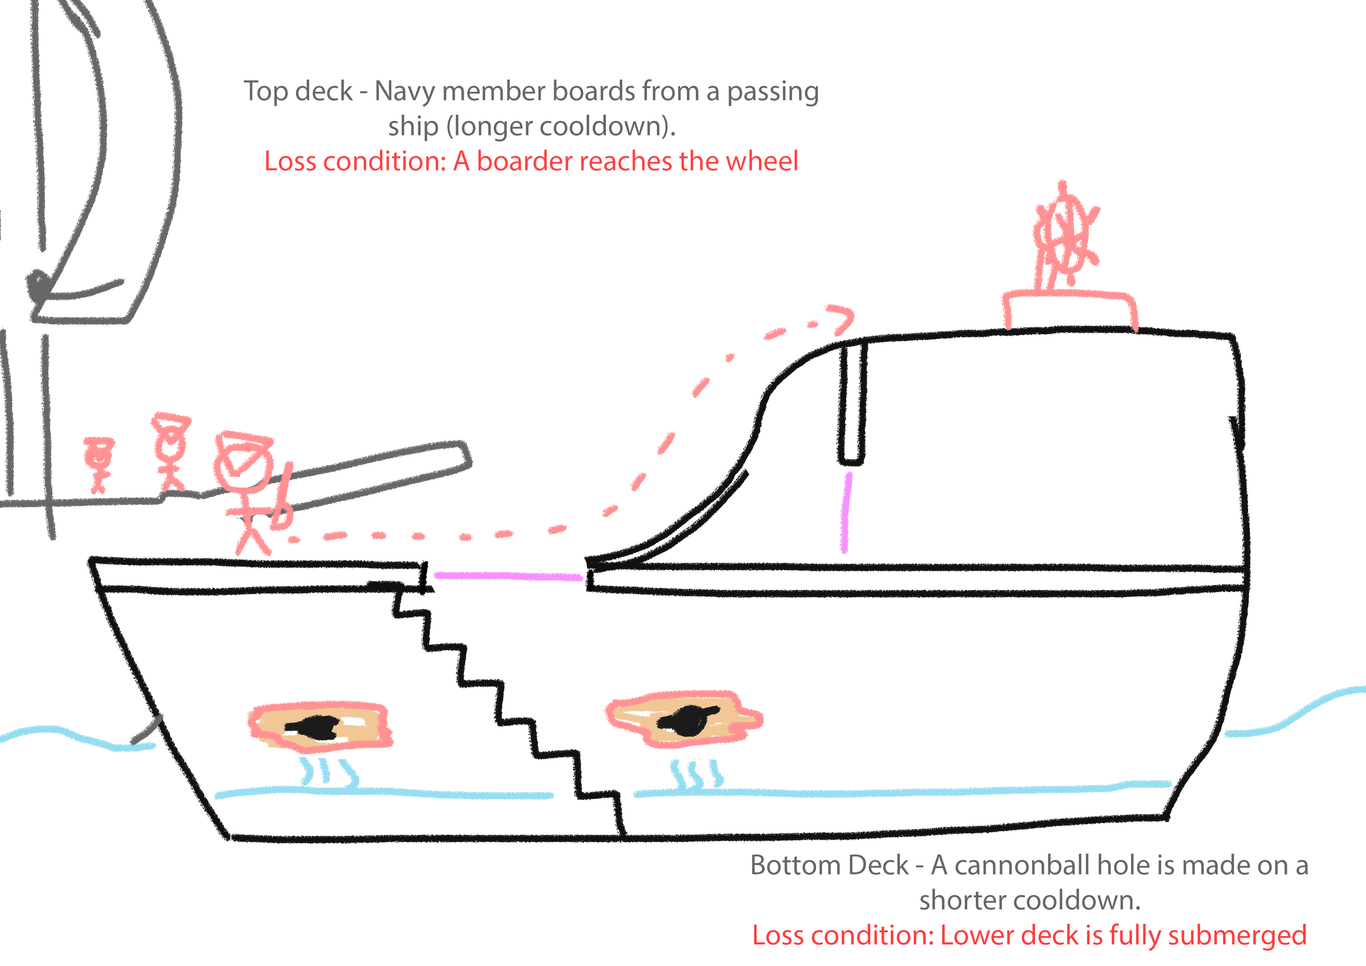 Top deck - Navy member boards from a passing
ship (longer cooldown).
Loss condition: A boarder reaches the wheel
Bottom Deck - A cannonball hole is made on a
shorter cooldown.
Loss condition: Lower deck is fully submerged